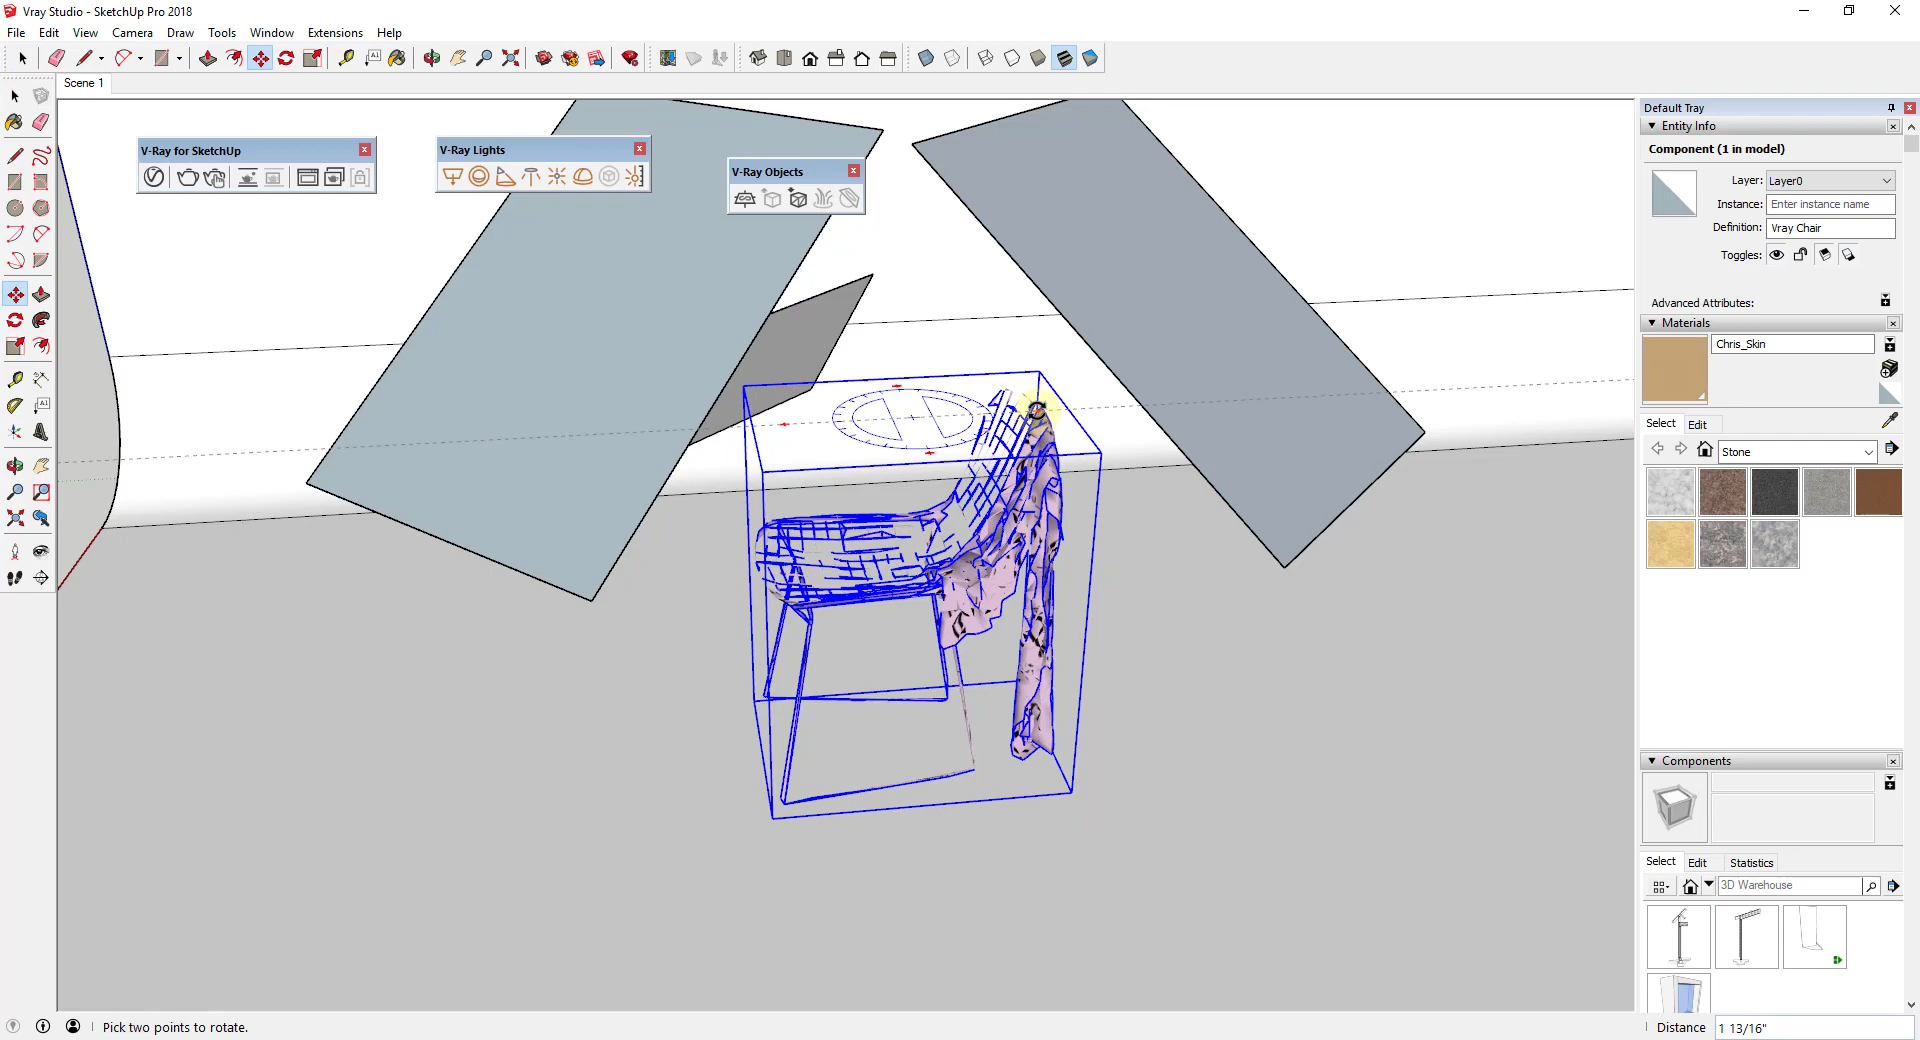 Vray Studio - SketchUp Pro 2018
File Edit View Camera Draw Tools Window Extensions Help
Scene 1
Default Tray
Entity Info
V-Ray for SketchUp
V-Ray Lights
V-Ray Objects
Component (1 in model)
Layer: Layer0
Instance: Enter instance name
Definition: Vray Chair
Toggles:
Advanced Attributes:
Materials
Chris_Skin
Select Edit
Stone
Components
Select Edit Statistics
3D Warehouse
Pick two points to rotate.
Distance 1 13/16"